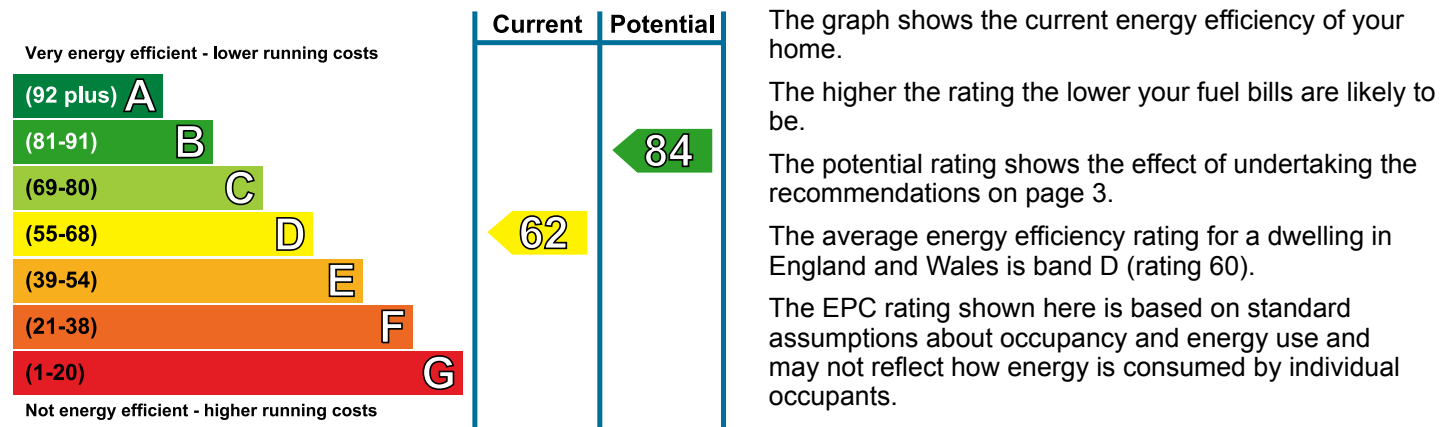 Current Potential
Very energy efficient - lower running costs
(92 plus) A
(81-91) B
84
(69-80) C
(55-68) D
62
(39-54) E
(21-38) F
(1-20) G
Not energy efficient - higher running costs
The graph shows the current energy efficiency of your
home.
The higher the rating the lower your fuel bills are likely to
be.
The potential rating shows the effect of undertaking the
recommendations on page 3.
The average energy efficiency rating for a dwelling in
England and Wales is band D (rating 60).
The EPC rating shown here is based on standard
assumptions about occupancy and energy use and
may not reflect how energy is consumed by individual
occupants.